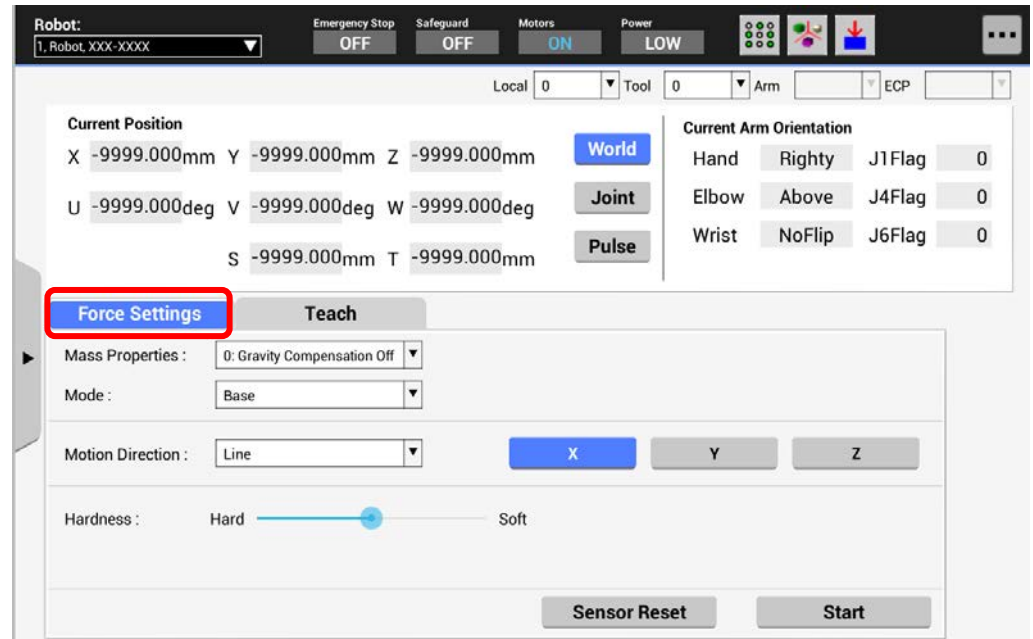 Robot:
1, Robot, XXX-XXXX
Emergency Stop Safeguard Motors Power
OFF OFF ON LOW
Local 0 Tool 0 Arm ECP
Current Position
X -9999.000mm Y -9999.000mm Z -9999.000mm
U -9999.000deg V -9999.000deg W -9999.000deg
S -9999.000mm T -9999.000mm
World
Joint
Pulse
Current Arm Orientation
Hand Righty J1Flag 0
Elbow Above J4Flag 0
Wrist NoFlip J6Flag 0
Force Settings Teach
Mass Properties : 0: Gravity Compensation Off
Mode : Base
Motion Direction : Line X Y Z
Hardness : Hard Soft
Sensor Reset Start